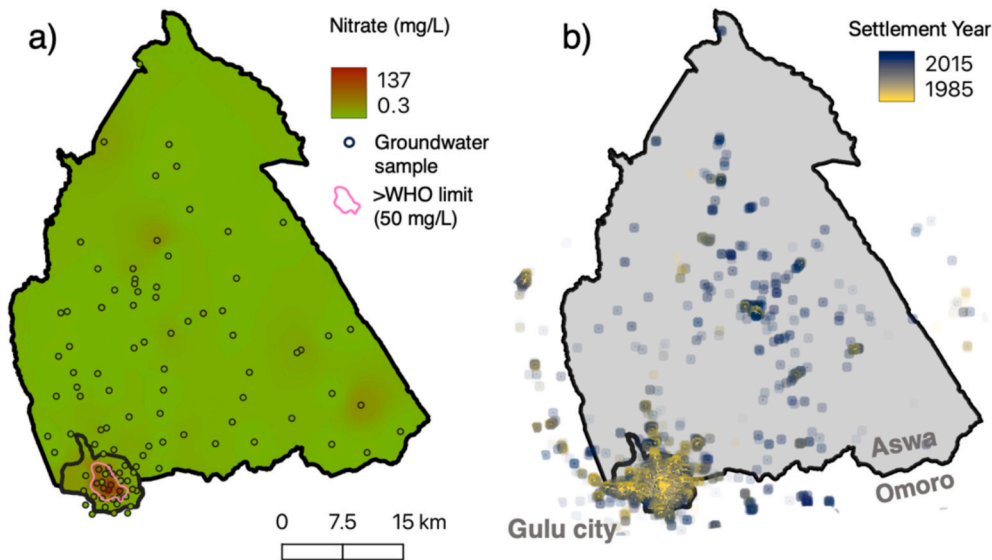 a)
Nitrate (mg/L)
137
0.3
Groundwater
sample
>WHO limit
(50 mg/L)
0 7.5 15 km
b)
Settlement Year
2015
1985
Aswa
Omoro
Gulu city